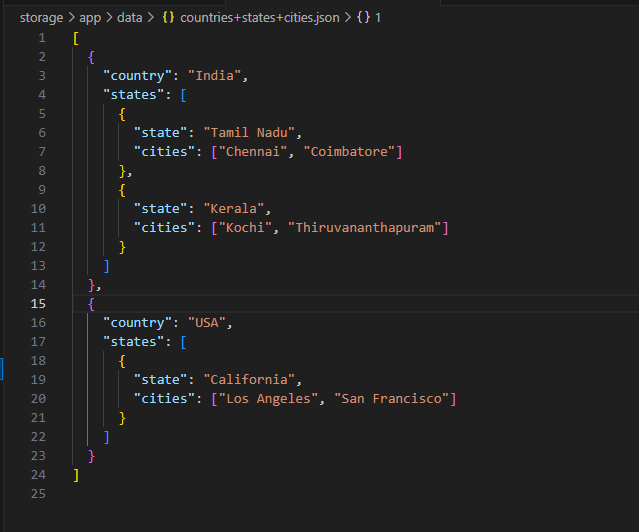 storage > app > data > {} countries+states+cities.json > {} 1
1 [
2 {
3 "country": "India",
4 "states": [
5 {
6 "state": "Tamil Nadu",
7 "cities": ["Chennai", "Coimbatore"]
8 },
9 {
10 "state": "Kerala",
11 "cities": ["Kochi", "Thiruvananthapuram"]
12 }
13 ]
14 },
15 {
16 "country": "USA",
17 "states": [
18 {
19 "state": "California",
20 "cities": ["Los Angeles", "San Francisco"]
21 }
22 ]
23 }
24 ]
25